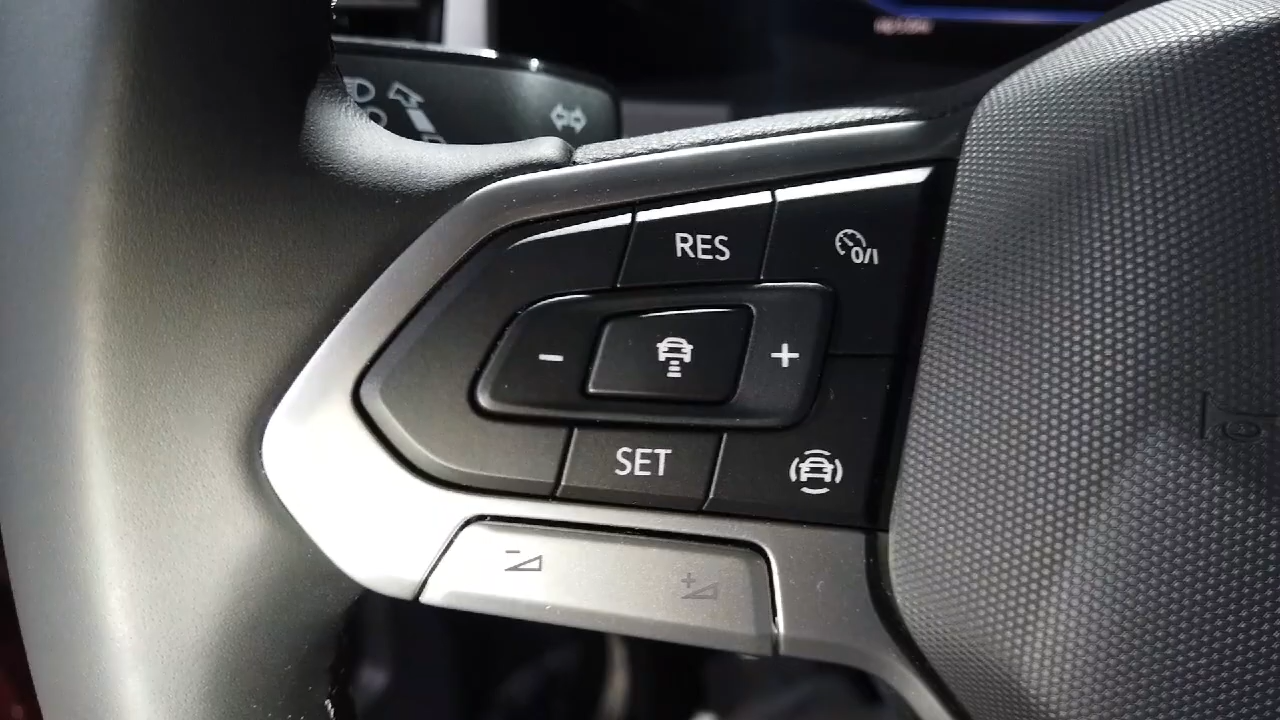 RES
0/I
- +
SET
-
+